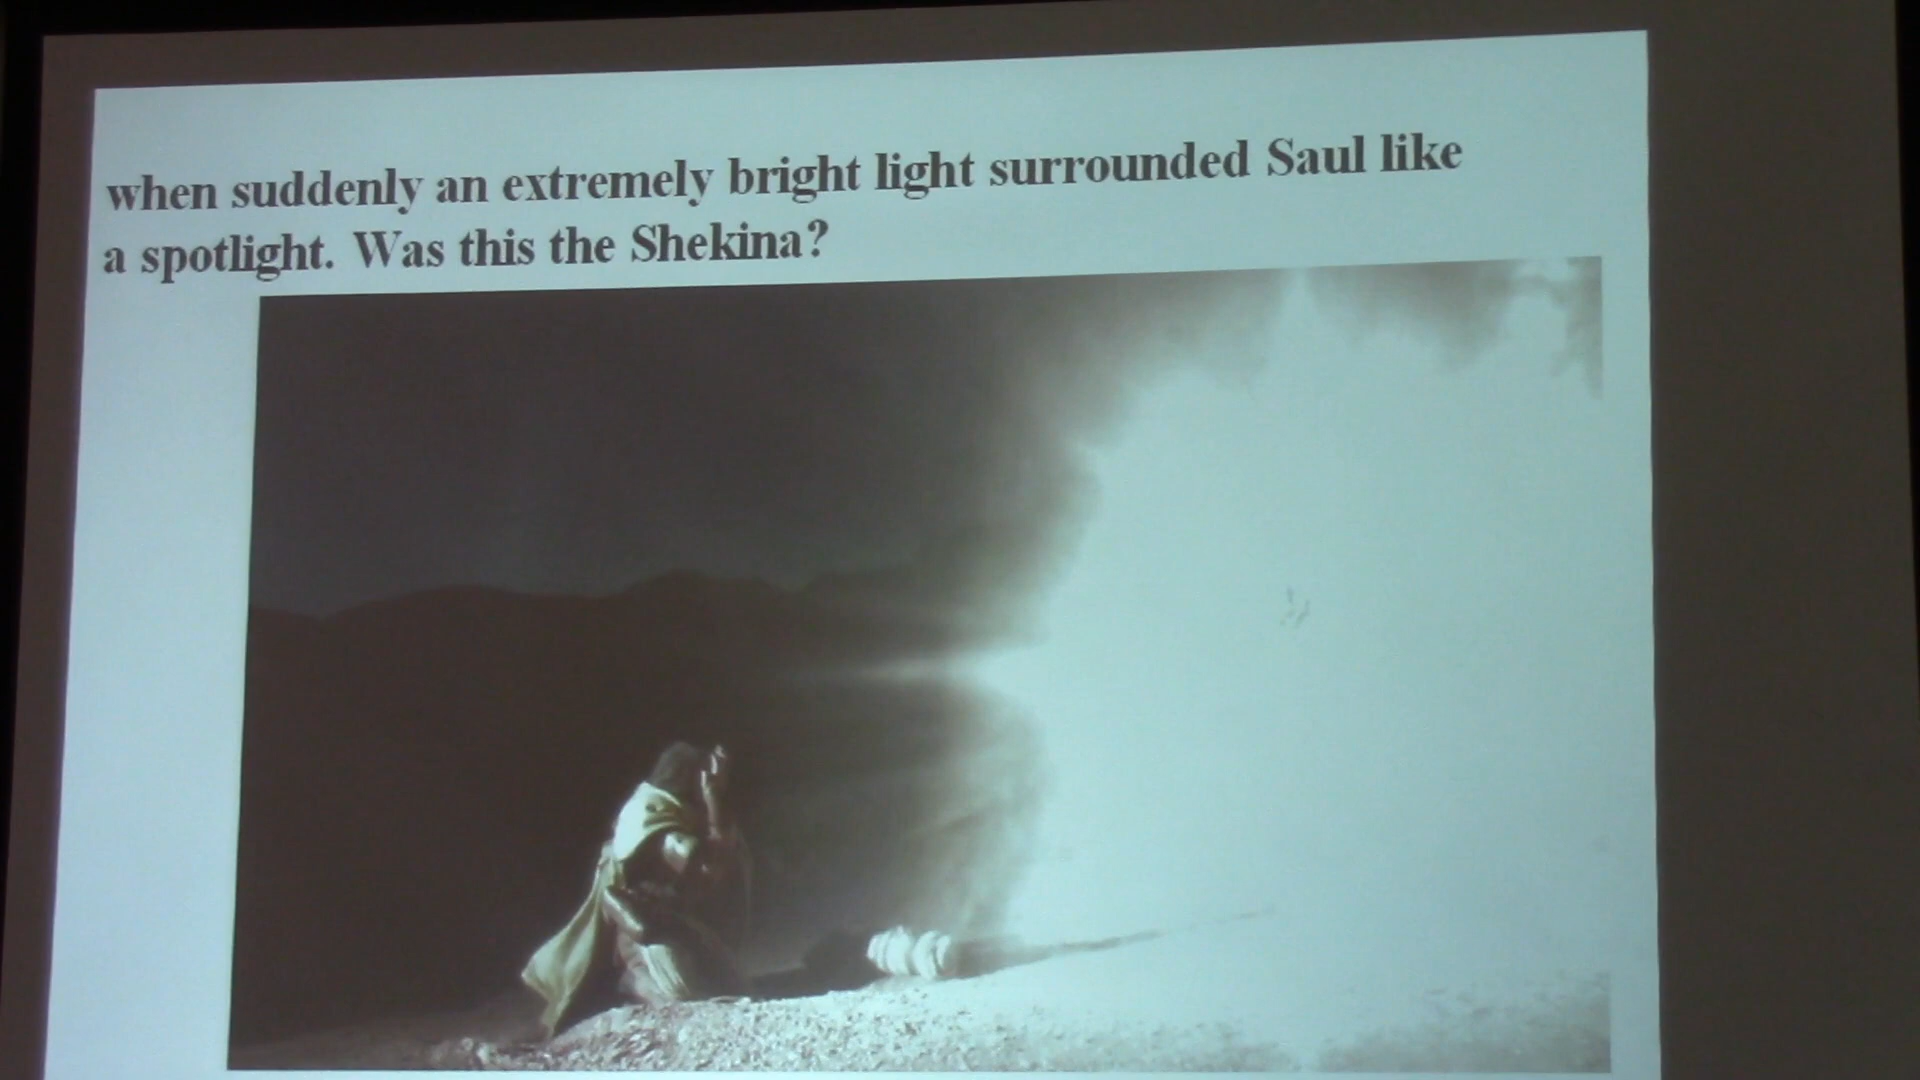 when suddenly an extremely bright light surrounded Saul like
a spotlight. Was this the Shekina?